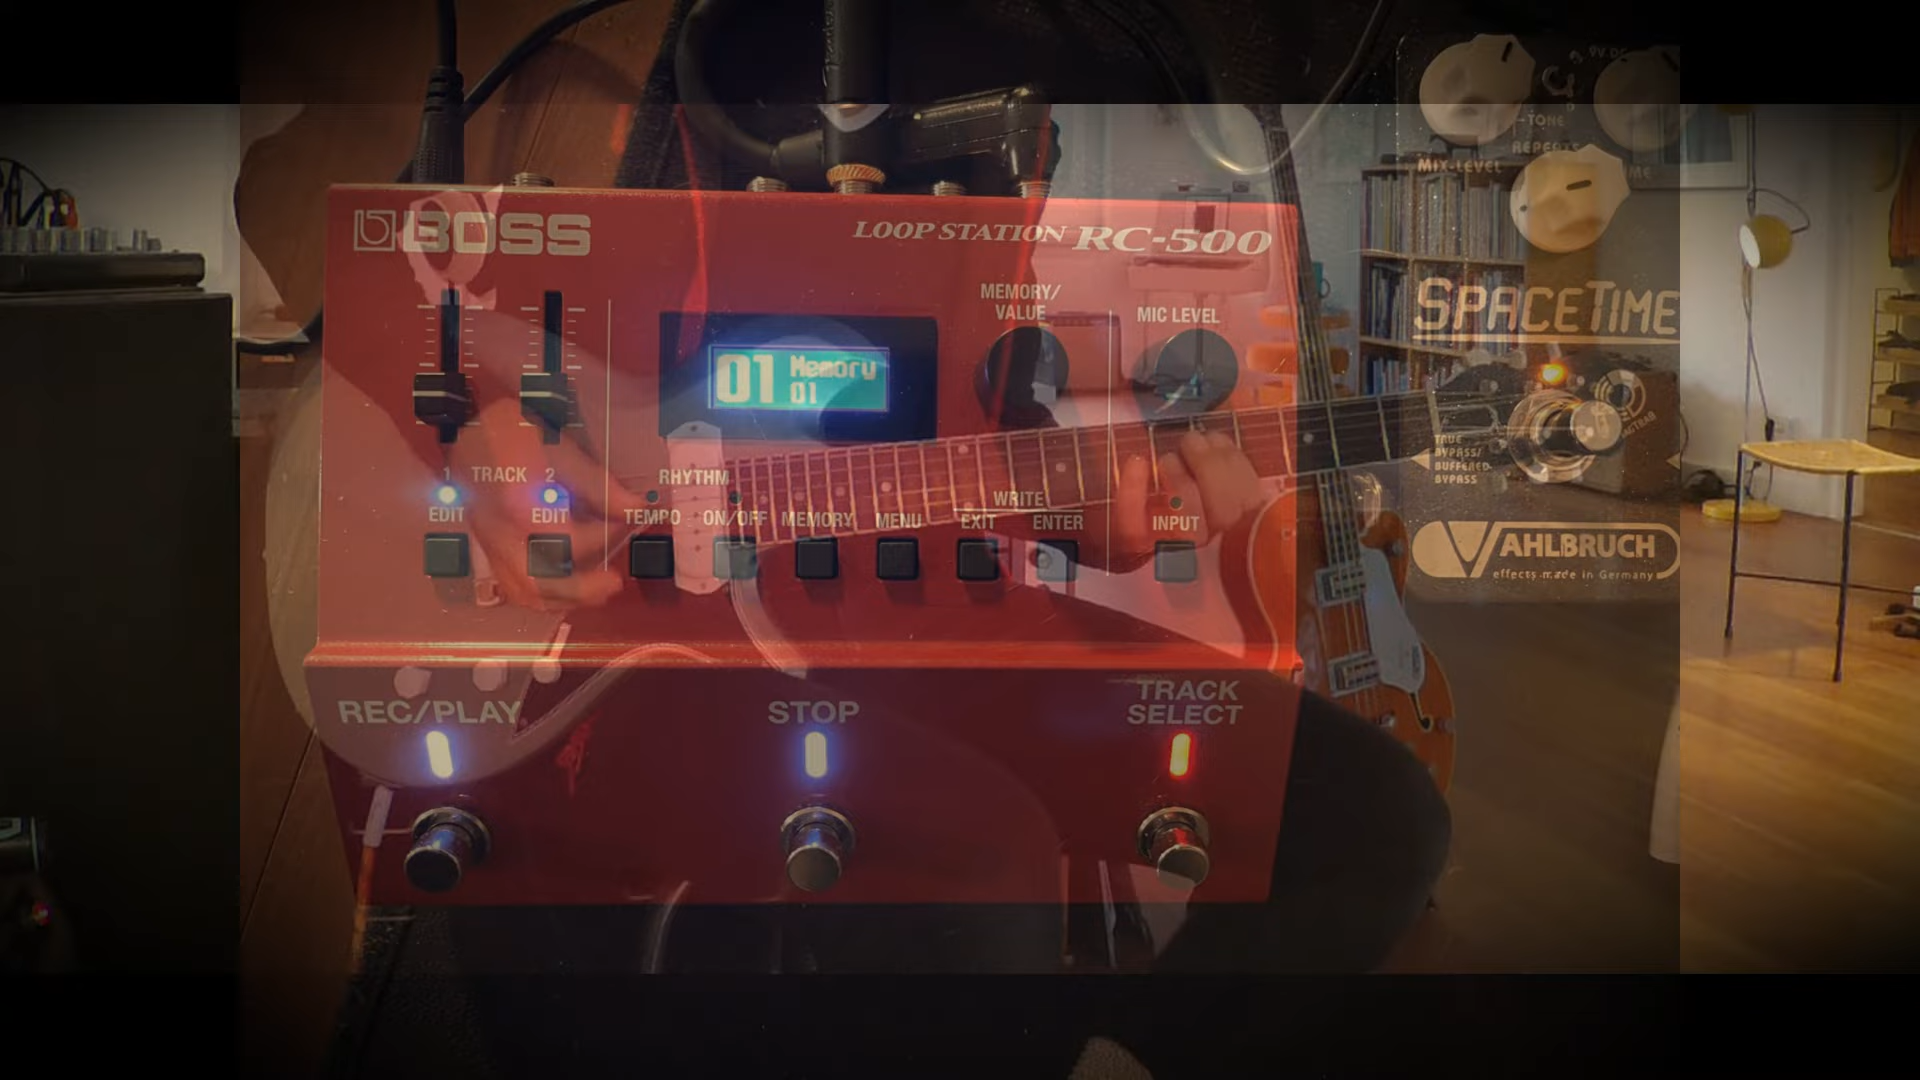 9V DC
TONE
REPEATS
MIX-LEVEL
BOSS
LOOP STATION RC-500
MEMORY/
VALUE
MIC LEVEL
SPACETIME
01 Memory
01
1 TRACK 2
RHYTHM
WRITE
EDIT
EDIT
TEMPO
ON/OFF
MEMORY
MENU
EXIT
ENTER
INPUT
TRUE
BYPASS/
BUFFERED
BYPASS
VAHLBRUCH
effects made in Germany
REC/PLAY
STOP
TRACK
SELECT